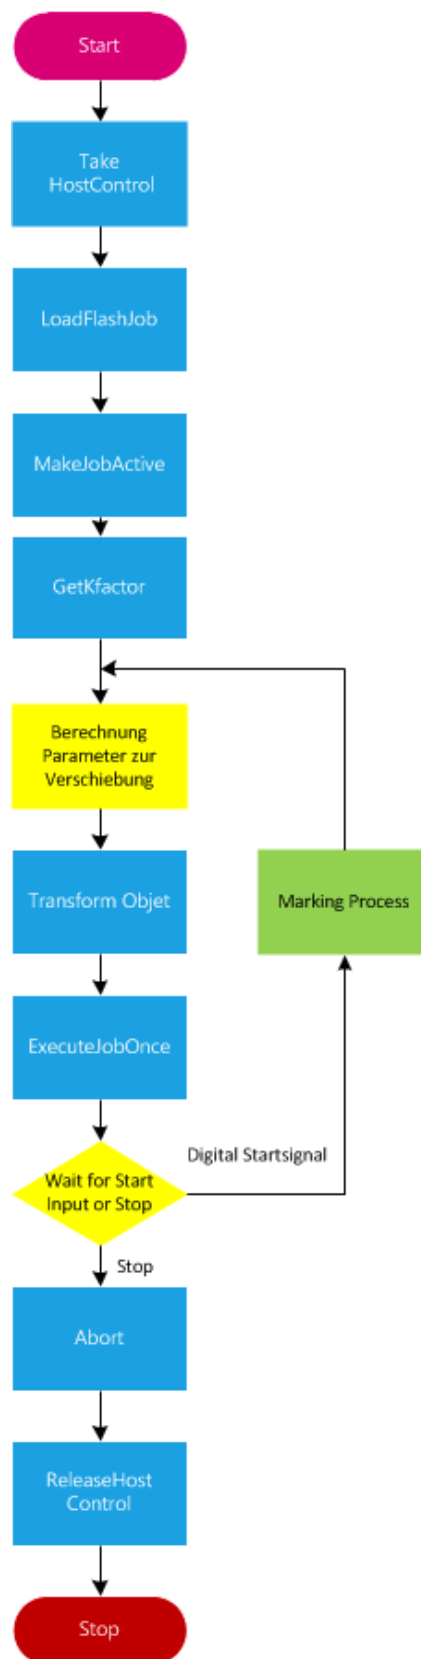 Start
Take
HostControl
LoadFlashJob
MakeJobActive
GetKfactor
Berechnung
Parameter zur
Verschiebung
Transform Objet
Marking Process
ExecuteJobOnce
Digital Startsignal
Wait for Start
Input or Stop
Stop
Abort
ReleaseHost
Control
Stop